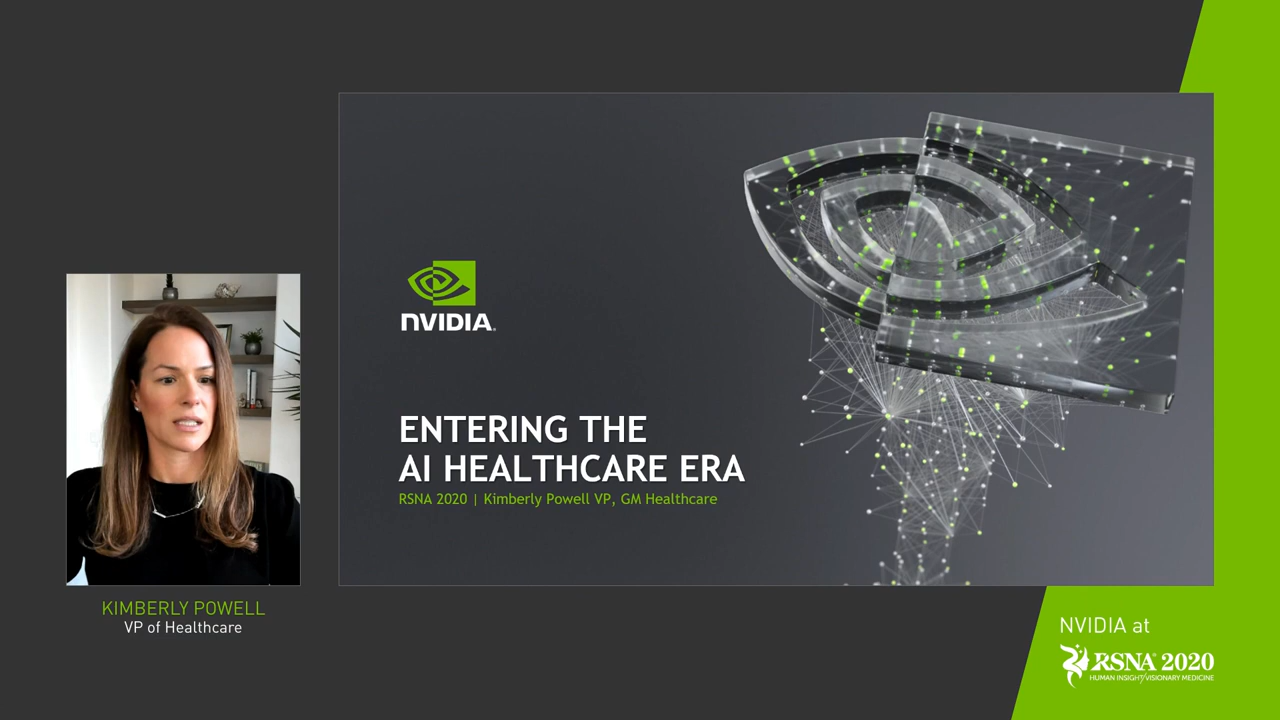 NVIDIA.
ENTERING THE
AI HEALTHCARE ERA
RSNA 2020 | Kimberly Powell VP, GM Healthcare
KIMBERLY POWELL
VP of Healthcare
NVIDIA at
RSNA® 2020
HUMAN INSIGHT/VISIONARY MEDICINE